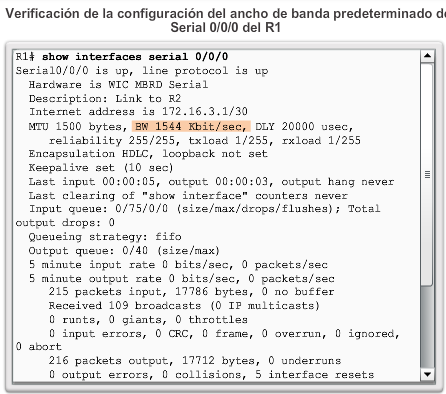 Verificación de la configuración del ancho de banda predeterminado de
Serial 0/0/0 del R1
R1# show interfaces serial 0/0/0
Serial0/0/0 is up, line protocol is up
Hardware is WIC MBRD Serial
Description: Link to R2
Internet address is 172.16.3.1/30
MTU 1500 bytes, BW 1544 Kbit/sec, DLY 20000 usec,
reliability 255/255, txload 1/255, rxload 1/255
Encapsulation HDLC, loopback not set
Keepalive set (10 sec)
Last input 00:00:05, output 00:00:03, output hang never
Last clearing of "show interface" counters never
Input queue: 0/75/0/0 (size/max/drops/flushes); Total
output drops: 0
Queueing strategy: fifo
Output queue: 0/40 (size/max)
5 minute input rate 0 bits/sec, 0 packets/sec
5 minute output rate 0 bits/sec, 0 packets/sec
215 packets input, 17786 bytes, 0 no buffer
Received 109 broadcasts (0 IP multicasts)
0 runts, 0 giants, 0 throttles
0 input errors, 0 CRC, 0 frame, 0 overrun, 0 ignored,
0 abort
216 packets output, 17712 bytes, 0 underruns
0 output errors, 0 collisions, 5 interface resets